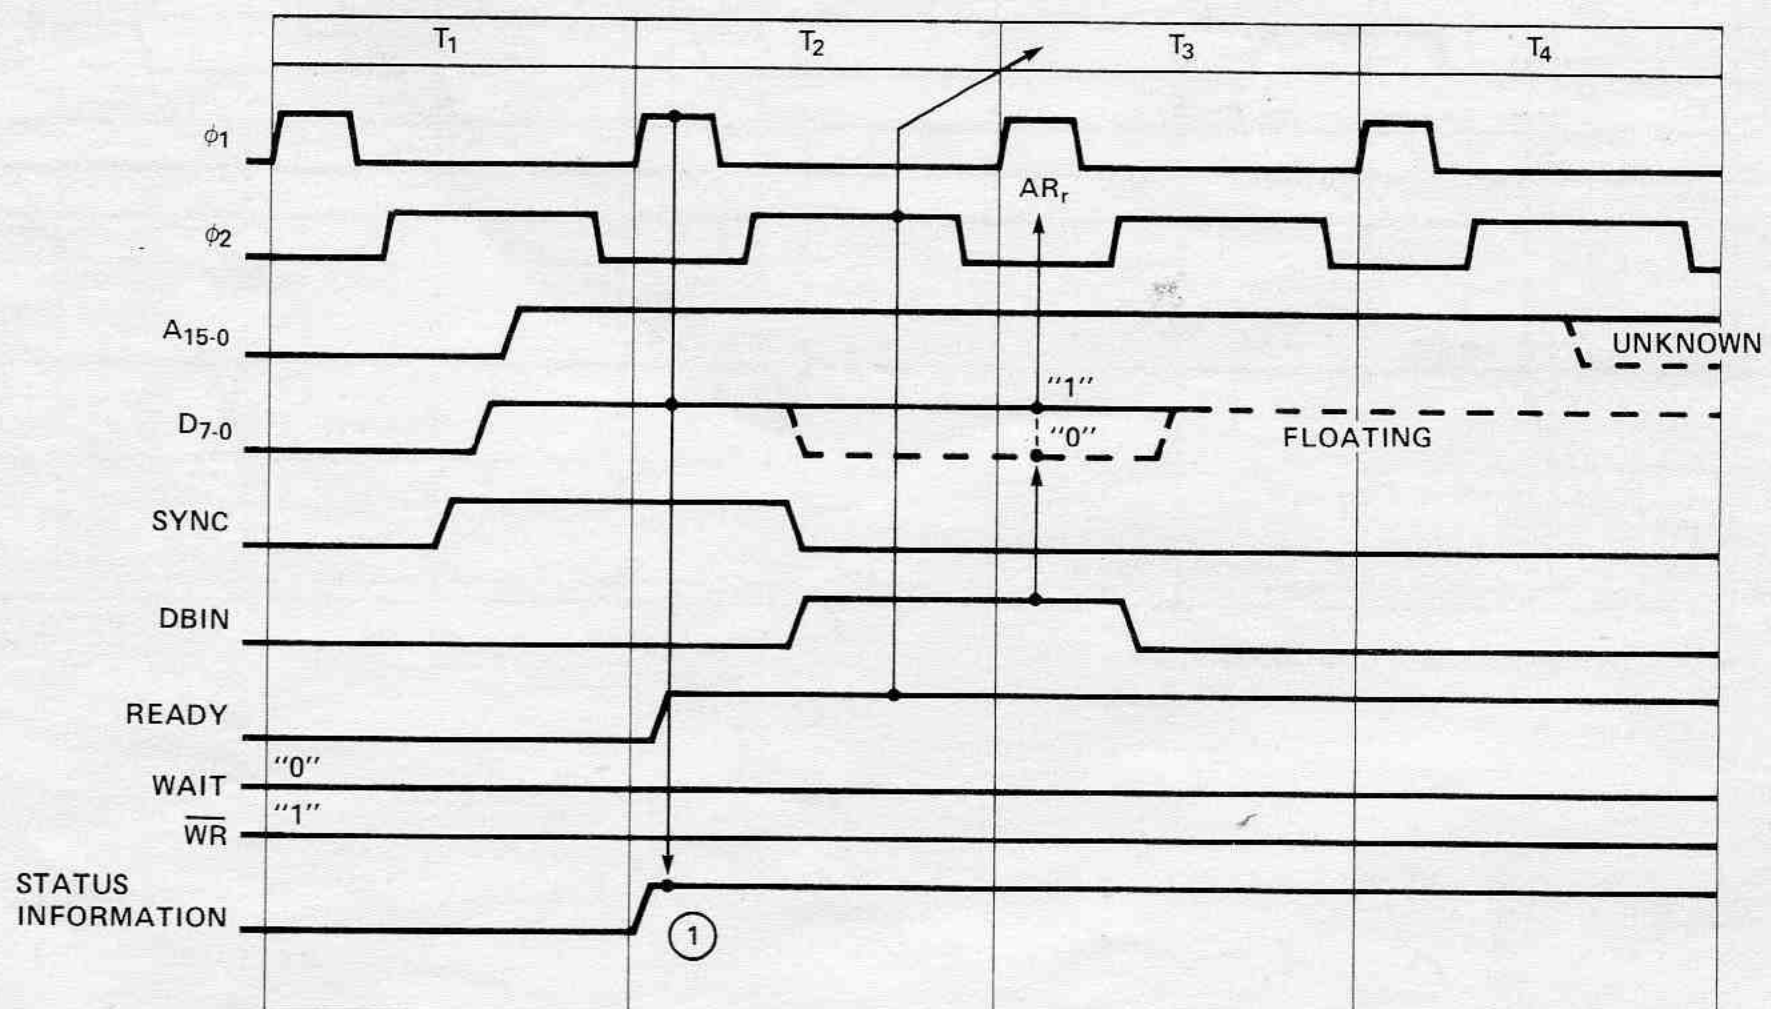 T₁ T₂ T₃ T₄
ϕ1
ARᵣ
ϕ2
A₁₅₋₀
UNKNOWN
"1"
D₇₋₀
"0"
FLOATING
SYNC
DBIN
READY
"0"
WAIT
"1"
W̅R̅
STATUS
INFORMATION
1